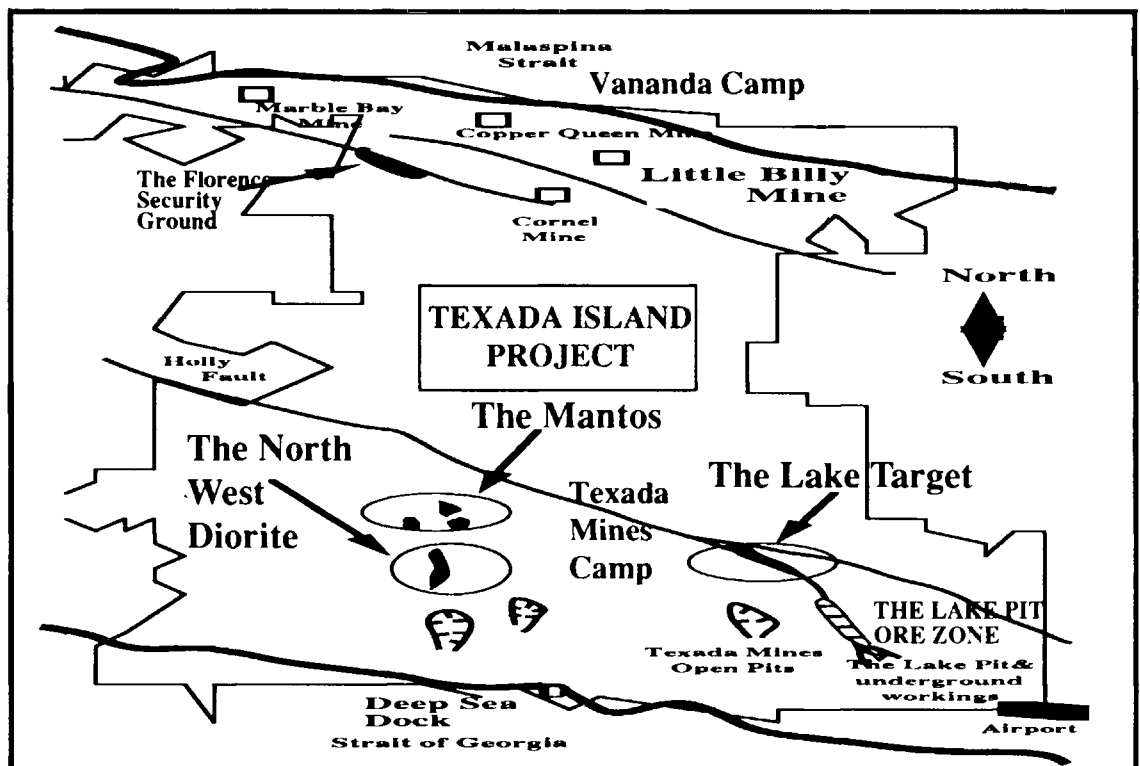 Malaspina
Strait
Vananda Camp
Marble Bay
Mine
Copper Queen Mine
Little Billy
Mine
The Florence
Security
Ground
Cornel
Mine
North
South
TEXADA ISLAND
PROJECT
Holly
Fault
The Mantos
The North
West
Diorite
The Lake Target
Texada
Mines
Camp
THE LAKE PIT
ORE ZONE
Texada Mines
Open Pits
The Lake Pit&
underground
workings
Deep Sea
Dock
Strait of Georgia
Airport